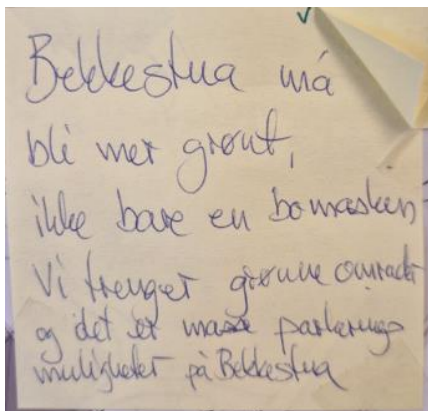 Bekkestua må
bli mer grønt,
ikke bare en bomaskin
Vi trenger grønne områder
og det er masse parkerings
muligheter på Bekkestua